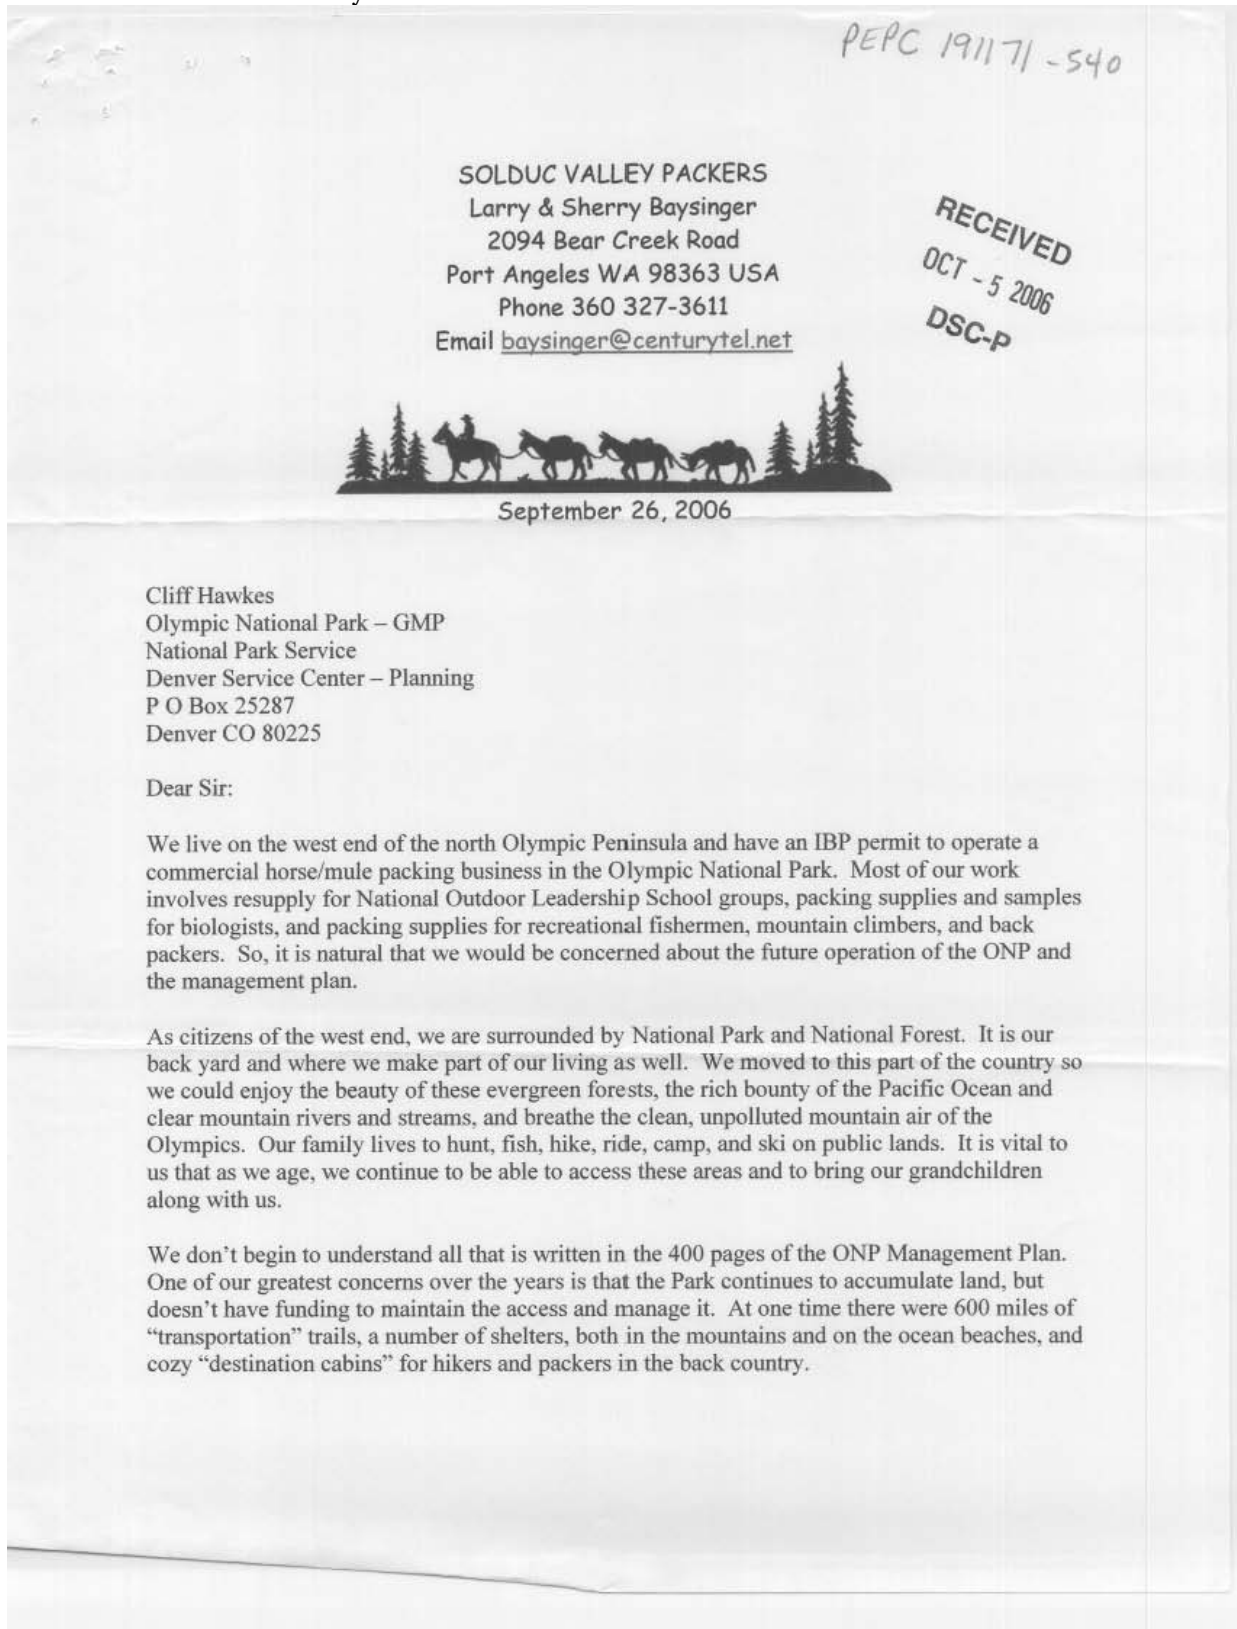 PEPC 191171-540
SOLDUC VALLEY PACKERS
Larry & Sherry Baysinger
2094 Bear Creek Road
Port Angeles WA 98363 USA
Phone 360 327-3611
Email baysinger@centurytel.net
RECEIVED
OCT - 5 2006
DSC-P
September 26, 2006
Cliff Hawkes
Olympic National Park – GMP
National Park Service
Denver Service Center – Planning
P O Box 25287
Denver CO 80225
Dear Sir:
We live on the west end of the north Olympic Peninsula and have an IBP permit to operate a
commercial horse/mule packing business in the Olympic National Park. Most of our work
involves resupply for National Outdoor Leadership School groups, packing supplies and samples
for biologists, and packing supplies for recreational fishermen, mountain climbers, and back
packers. So, it is natural that we would be concerned about the future operation of the ONP and
the management plan.
As citizens of the west end, we are surrounded by National Park and National Forest. It is our
back yard and where we make part of our living as well. We moved to this part of the country so
we could enjoy the beauty of these evergreen forests, the rich bounty of the Pacific Ocean and
clear mountain rivers and streams, and breathe the clean, unpolluted mountain air of the
Olympics. Our family lives to hunt, fish, hike, ride, camp, and ski on public lands. It is vital to
us that as we age, we continue to be able to access these areas and to bring our grandchildren
along with us.
We don't begin to understand all that is written in the 400 pages of the ONP Management Plan.
One of our greatest concerns over the years is that the Park continues to accumulate land, but
doesn't have funding to maintain the access and manage it. At one time there were 600 miles of
“transportation” trails, a number of shelters, both in the mountains and on the ocean beaches, and
cozy “destination cabins” for hikers and packers in the back country.